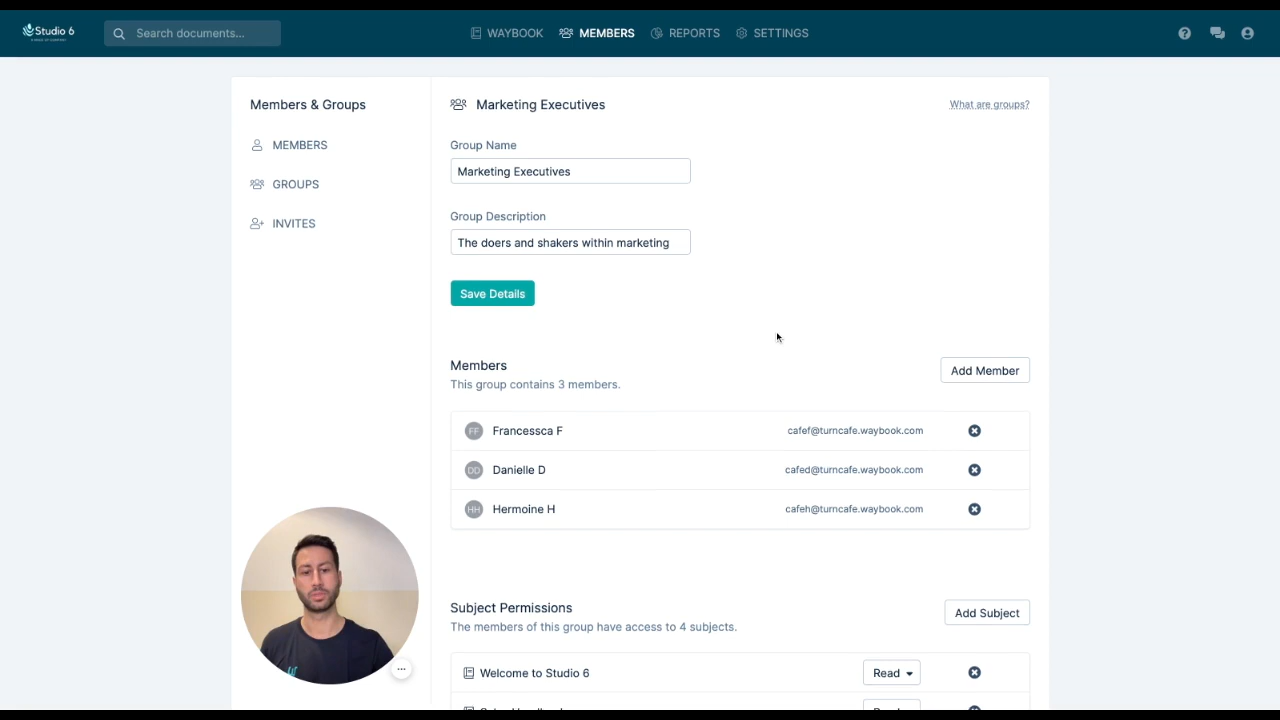 Studio 6
Search documents...
WAYBOOK
MEMBERS
REPORTS
SETTINGS
Members & Groups
MEMBERS
GROUPS
INVITES
Marketing Executives
What are groups?
Group Name
Marketing Executives
Group Description
The doers and shakers within marketing
Save Details
Members
This group contains 3 members.
Add Member
FF Francessca F cafef@turncafe.waybook.com
DD Danielle D cafed@turncafe.waybook.com
HH Hermoine H cafeh@turncafe.waybook.com
Subject Permissions
The members of this group have access to 4 subjects.
Add Subject
Welcome to Studio 6 Read